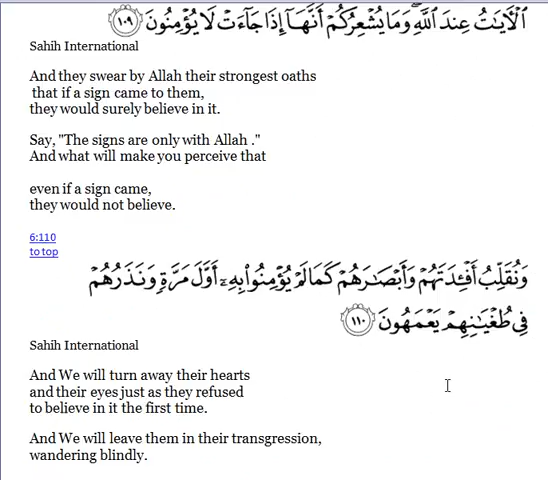 ٱلْءَايَـٰتُ عِندَ ٱللَّهِ ۖ وَمَا يُشْعِرُكُمْ أَنَّهَآ إِذَا جَآءَتْ لَا يُؤْمِنُونَ ١٠٩
Sahih International
And they swear by Allah their strongest oaths
that if a sign came to them,
they would surely believe in it.
Say, "The signs are only with Allah ."
And what will make you perceive that
even if a sign came,
they would not believe.
6:110
to top
وَنُقَلِّبُ أَفْـِٔدَتَهُمْ وَأَبْصَـٰرَهُمْ كَمَا لَمْ يُؤْمِنُوا۟ بِهِۦٓ أَوَّلَ مَرَّةٍ وَنَذَرُهُمْ
فِى طُغْيَـٰنِهِمْ يَعْمَهُونَ ١١٠
Sahih International
And We will turn away their hearts
and their eyes just as they refused
to believe in it the first time.
And We will leave them in their transgression,
wandering blindly.